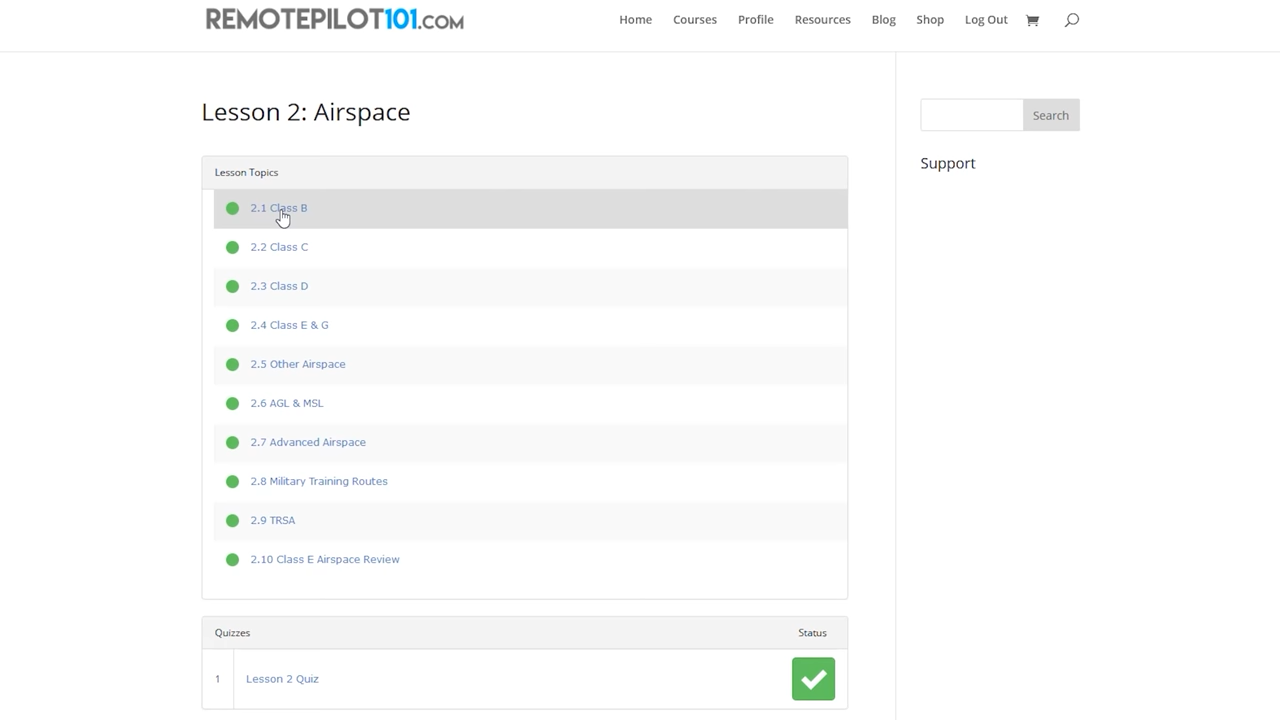 REMOTEPILOT101.COM
Home Courses Profile Resources Blog Shop Log Out
Lesson 2: Airspace
Search
Support
Lesson Topics
2.1 Class B
2.2 Class C
2.3 Class D
2.4 Class E & G
2.5 Other Airspace
2.6 AGL & MSL
2.7 Advanced Airspace
2.8 Military Training Routes
2.9 TRSA
2.10 Class E Airspace Review
Quizzes Status
1 Lesson 2 Quiz